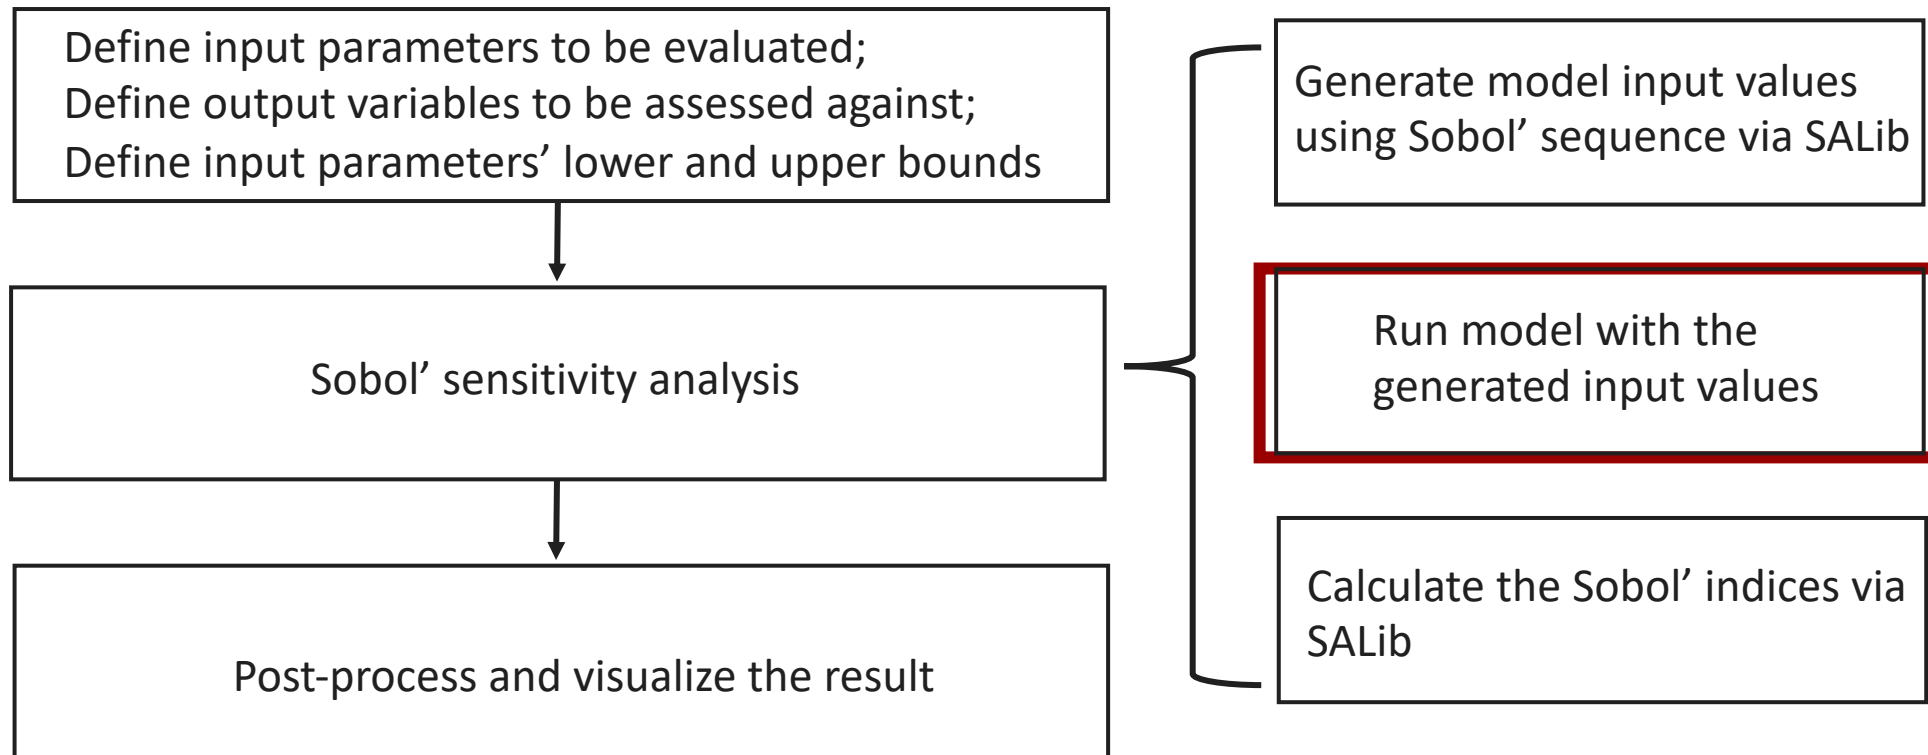 Define input parameters to be evaluated;
Define output variables to be assessed against;
Define input parameters’ lower and upper bounds
Sobol’ sensitivity analysis
Post-process and visualize the result
Generate model input values
using Sobol’ sequence via SALib
Run model with the
generated input values
Calculate the Sobol’ indices via
SALib